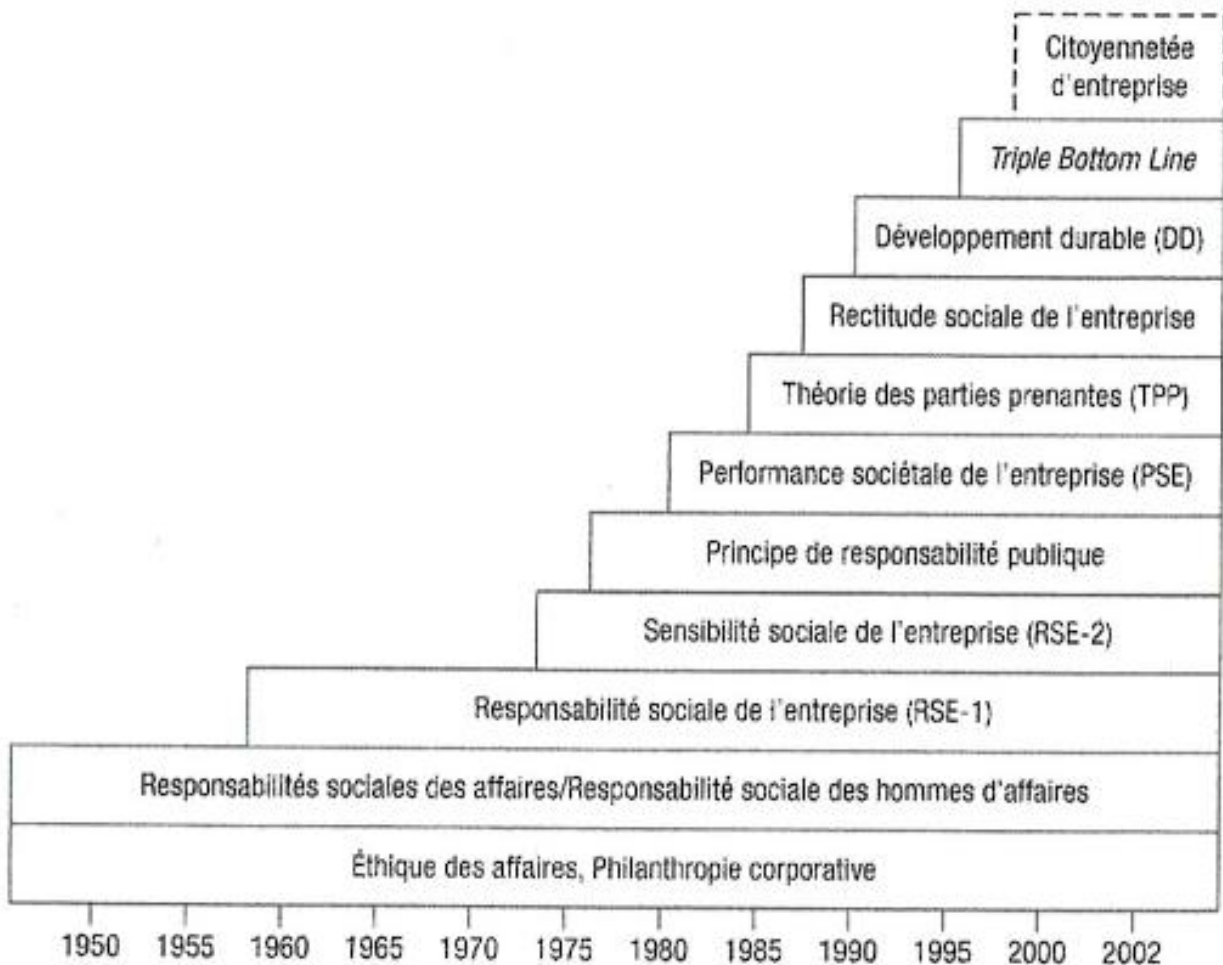 Citoyennetée
d'entreprise
Triple Bottom Line
Développement durable (DD)
Rectitude sociale de l'entreprise
Théorie des parties prenantes (TPP)
Performance sociétale de l'entreprise (PSE)
Principe de responsabilité publique
Sensibilité sociale de l'entreprise (RSE-2)
Responsabilité sociale de l'entreprise (RSE-1)
Responsabilités sociales des affaires/Responsabilité sociale des hommes d'affaires
Éthique des affaires, Philanthropie corporative
1950 1955 1960 1965 1970 1975 1980 1985 1990 1995 2000 2002